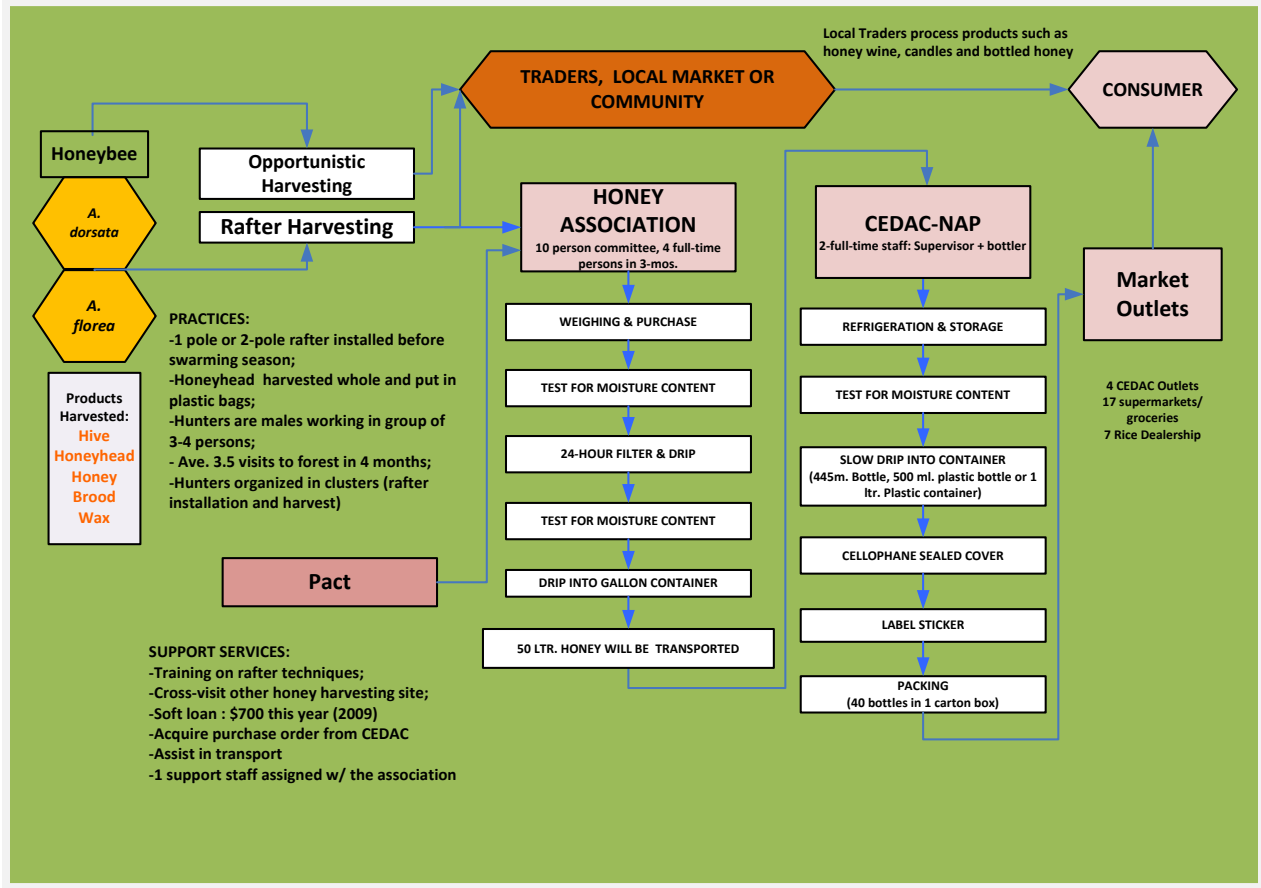 Local Traders process products such as
honey wine, candles and bottled honey
TRADERS,  LOCAL MARKET OR
COMMUNITY
CONSUMER
Honeybee
A.
dorsata
A.
florea
Opportunistic
Harvesting
Rafter Harvesting
Products
Harvested:
Hive
Honeyhead
Honey
Brood
Wax
PRACTICES:
-1 pole or 2-pole rafter installed before
swarming season;
-Honeyhead  harvested whole and put in
plastic bags;
-Hunters are males working in group of
3-4 persons;
- Ave. 3.5 visits to forest in 4 months;
-Hunters organized in clusters (rafter
installation and harvest)
Pact
SUPPORT SERVICES:
-Training on rafter techniques;
-Cross-visit other honey harvesting site;
-Soft loan : $700 this year (2009)
-Acquire purchase order from CEDAC
-Assist in transport
-1 support staff assigned w/ the association
HONEY
ASSOCIATION
10 person committee, 4 full-time
persons in 3-mos.
WEIGHING & PURCHASE
TEST FOR MOISTURE CONTENT
24-HOUR FILTER & DRIP
TEST FOR MOISTURE CONTENT
DRIP INTO GALLON CONTAINER
50 LTR. HONEY WILL BE  TRANSPORTED
CEDAC-NAP
2-full-time staff: Supervisor + bottler
REFRIGERATION & STORAGE
TEST FOR MOISTURE CONTENT
SLOW DRIP INTO CONTAINER
(445m. Bottle, 500 ml. plastic bottle or 1
ltr. Plastic container)
CELLOPHANE SEALED COVER
LABEL STICKER
PACKING
(40 bottles in 1 carton box)
Market
Outlets
4 CEDAC Outlets
17 supermarkets/
groceries
7 Rice Dealership